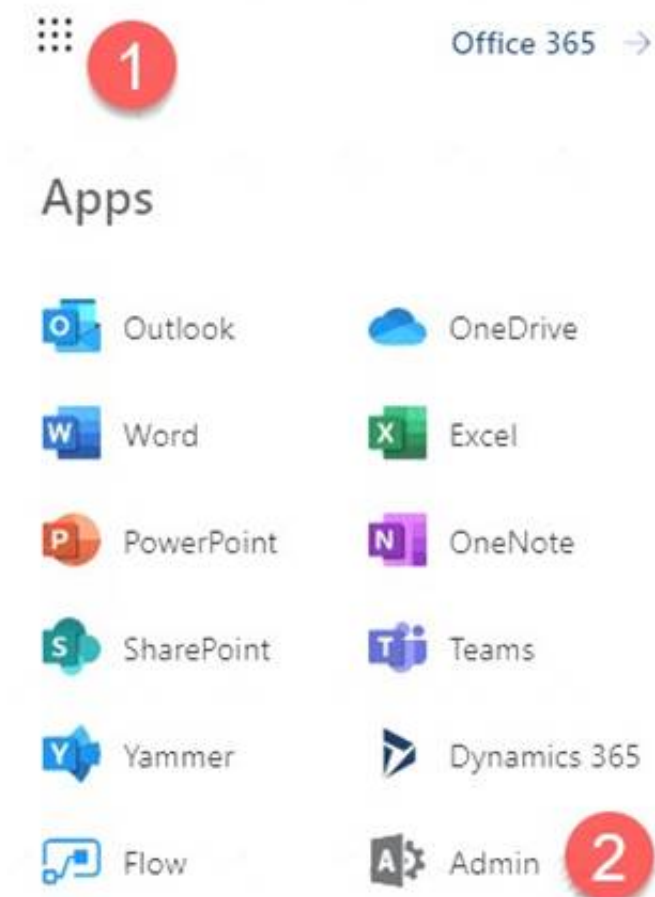 1 Office 365 →
Apps
Outlook OneDrive
Word Excel
PowerPoint OneNote
SharePoint Teams
Yammer Dynamics 365
Flow Admin 2